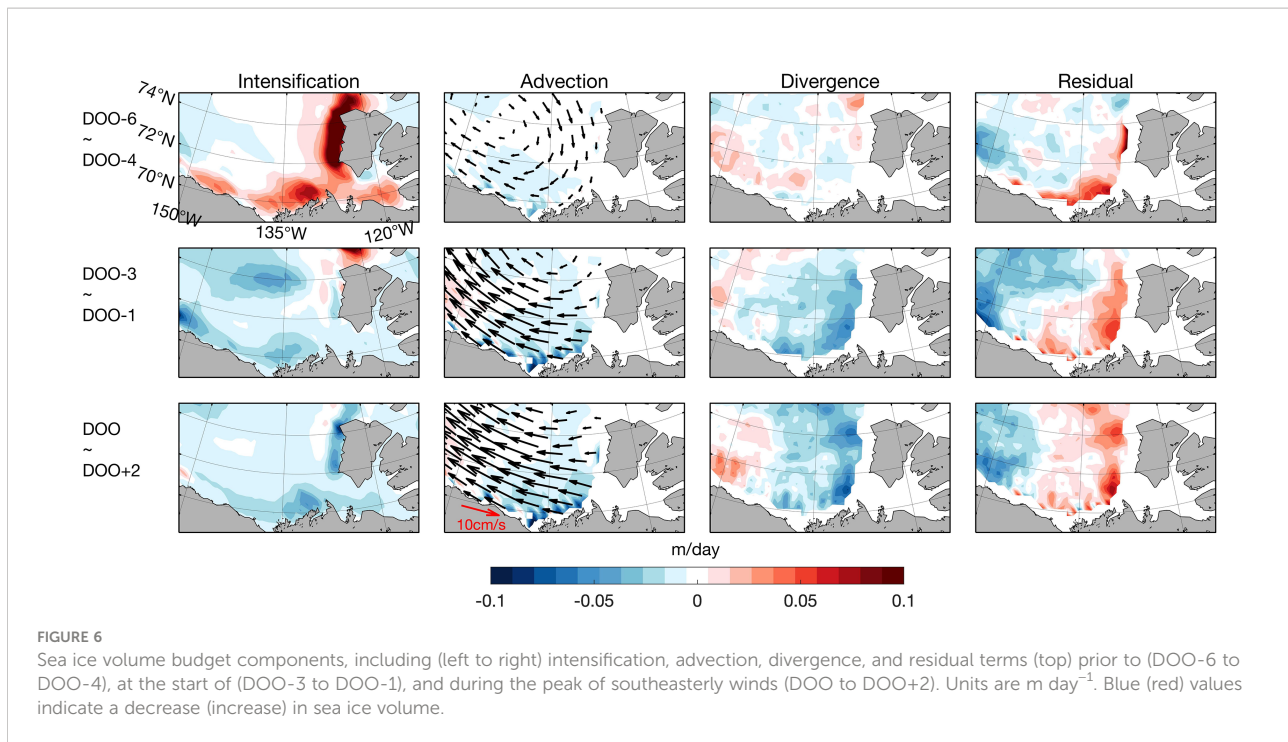 Intensification Advection Divergence Residual
74°N
72°N
70°N
150°W
135°W
120°W
DOO-6
~
DOO-4
DOO-3
~
DOO-1
DOO
~
DOO+2
10cm/s
m/day
-0.1 -0.05 0 0.05 0.1
FIGURE 6
Sea ice volume budget components, including (left to right) intensification, advection, divergence, and residual terms (top) prior to (DOO-6 to
DOO-4), at the start of (DOO-3 to DOO-1), and during the peak of southeasterly winds (DOO to DOO+2). Units are m day⁻¹. Blue (red) values
indicate a decrease (increase) in sea ice volume.